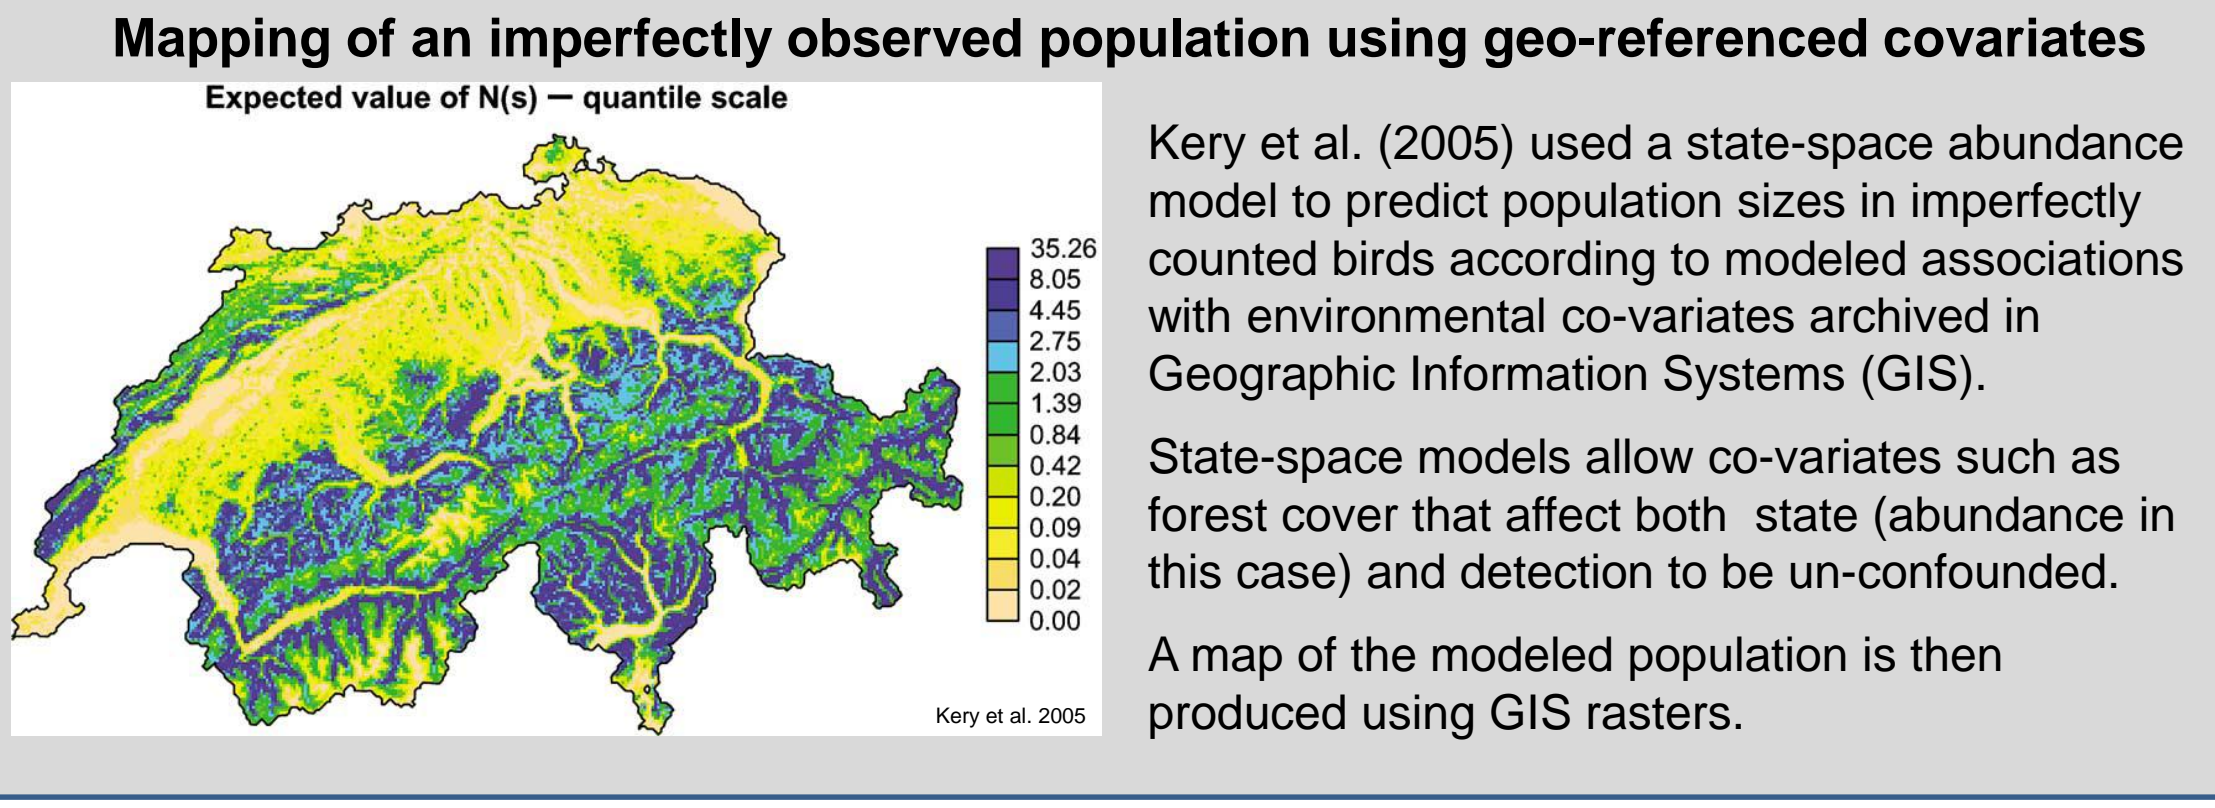 Mapping of an imperfectly observed population using geo-referenced covariates
Expected value of N(s) — quantile scale
35.26
8.05
4.45
2.75
2.03
1.39
0.84
0.42
0.20
0.09
0.04
0.02
0.00
Kery et al. 2005
Kery et al. (2005) used a state-space abundance
model to predict population sizes in imperfectly
counted birds according to modeled associations
with environmental co-variates archived in
Geographic Information Systems (GIS).
State-space models allow co-variates such as
forest cover that affect both  state (abundance in
this case) and detection to be un-confounded.
A map of the modeled population is then
produced using GIS rasters.